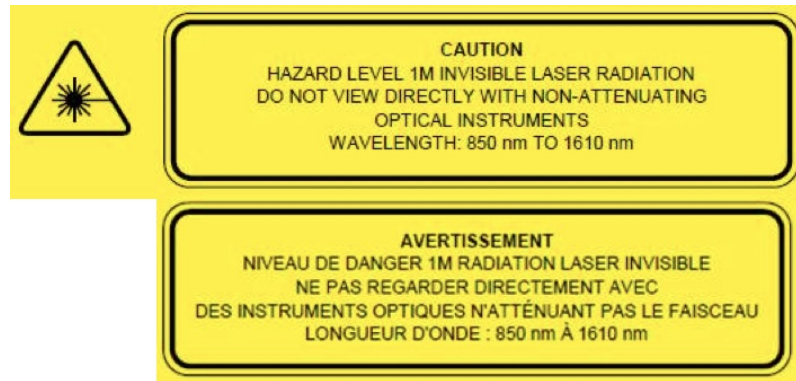 CAUTION
HAZARD LEVEL 1M INVISIBLE LASER RADIATION
DO NOT VIEW DIRECTLY WITH NON-ATTENUATING
OPTICAL INSTRUMENTS
WAVELENGTH: 850 nm TO 1610 nm
AVERTISSEMENT
NIVEAU DE DANGER 1M RADIATION LASER INVISIBLE
NE PAS REGARDER DIRECTEMENT AVEC
DES INSTRUMENTS OPTIQUES N'ATTÉNUANT PAS LE FAISCEAU
LONGUEUR D'ONDE : 850 nm À 1610 nm